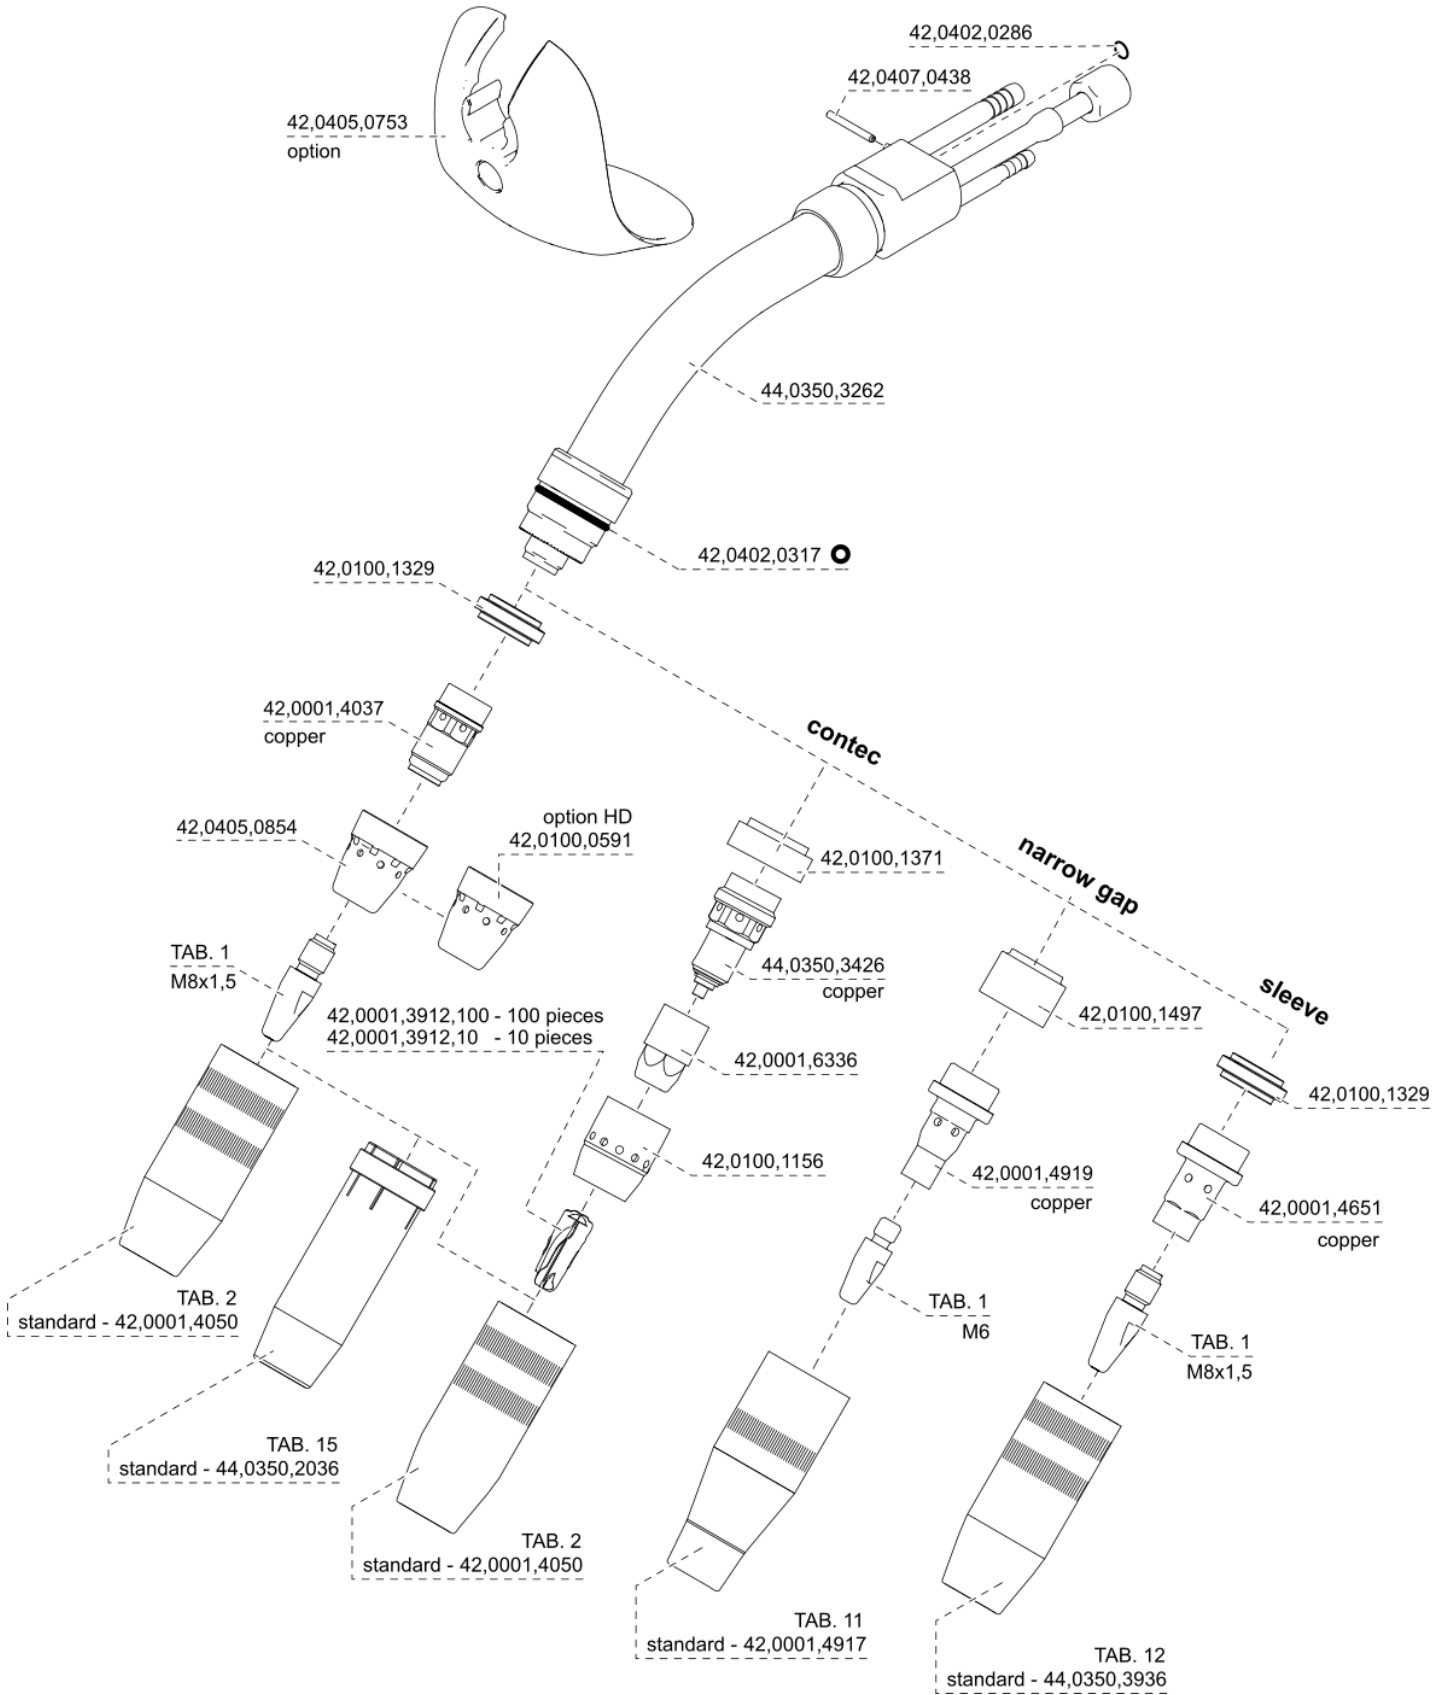 42,0402,0286
42,0407,0438
42,0405,0753
option
44,0350,3262
42,0402,0317
42,0100,1329
42,0001,4037
copper
contec
42,0405,0854
option HD
42,0100,0591
42,0100,1371
narrow gap
TAB. 1
M8x1,5
44,0350,3426
copper
sleeve
42,0001,3912,100 - 100 pieces
42,0001,3912,10 - 10 pieces
42,0100,1497
42,0001,6336
42,0100,1329
42,0100,1156
42,0001,4919
copper
42,0001,4651
copper
TAB. 2
standard - 42,0001,4050
TAB. 1
M6
TAB. 1
M8x1,5
TAB. 15
standard - 44,0350,2036
TAB. 2
standard - 42,0001,4050
TAB. 11
standard - 42,0001,4917
TAB. 12
standard - 44,0350,3936